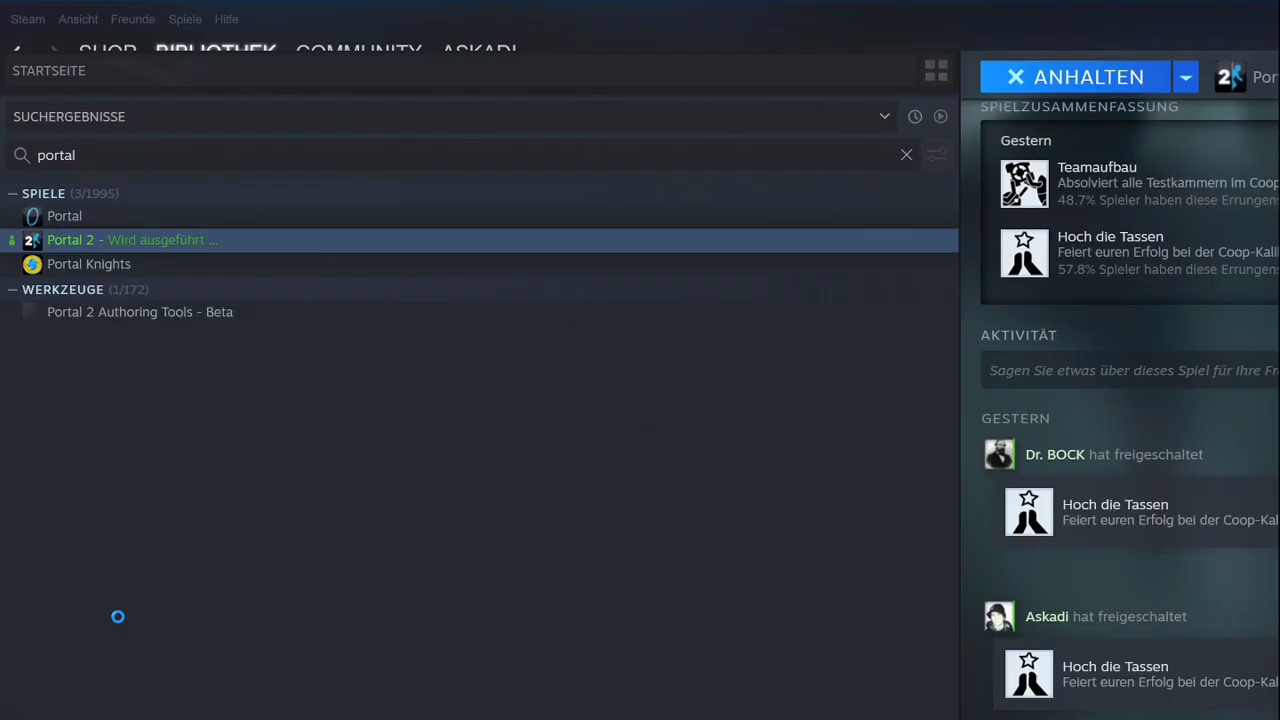 Steam Ansicht Freunde Spiele Hilfe
SHOP BIBLIOTHEK COMMUNITY ASKADI
STARTSEITE
SUCHERGEBNISSE
portal
— SPIELE (3/1995)
Portal
Portal 2 - Wird ausgeführt ...
Portal Knights
— WERKZEUGE (1/172)
Portal 2 Authoring Tools - Beta
ANHALTEN
2
Por
SPIELZUSAMMENFASSUNG
Gestern
Teamaufbau
Absolviert alle Testkammern im Coop
48.7% Spieler haben diese Errungens
Hoch die Tassen
Feiert euren Erfolg bei der Coop-Kali
57.8% Spieler haben diese Errungens
AKTIVITÄT
Sagen Sie etwas über dieses Spiel für Ihre Fr
GESTERN
Dr. BOCK hat freigeschaltet
Hoch die Tassen
Feiert euren Erfolg bei der Coop-Kal
Askadi hat freigeschaltet
Hoch die Tassen
Feiert euren Erfolg bei der Coop-Kal